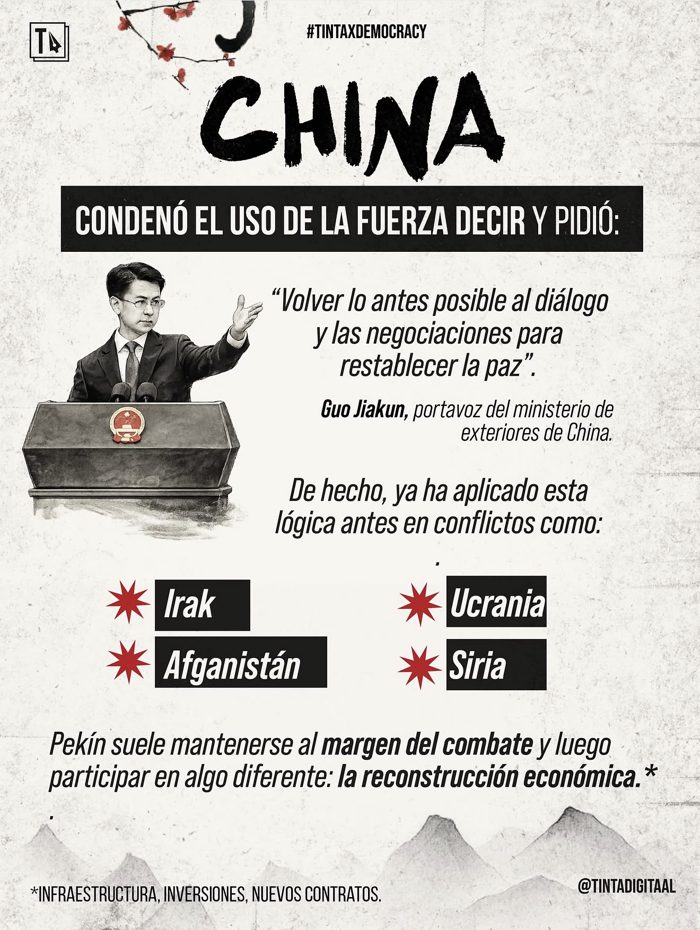 T
#TINTAXDEMOCRACY
CHINA
CONDENÓ EL USO DE LA FUERZA DECIR Y PIDIÓ:
“Volver lo antes posible al diálogo
y las negociaciones para
restablecer la paz”.
Guo Jiakun, portavoz del ministerio de
exteriores de China.
De hecho, ya ha aplicado esta
lógica antes en conflictos como:
.
Irak
Ucrania
Afganistán
Siria
Pekín suele mantenerse al margen del combate y luego
participar en algo diferente: la reconstrucción económica.*
.
*INFRAESTRUCTURA, INVERSIONES, NUEVOS CONTRATOS.
@TINTADIGITAAL